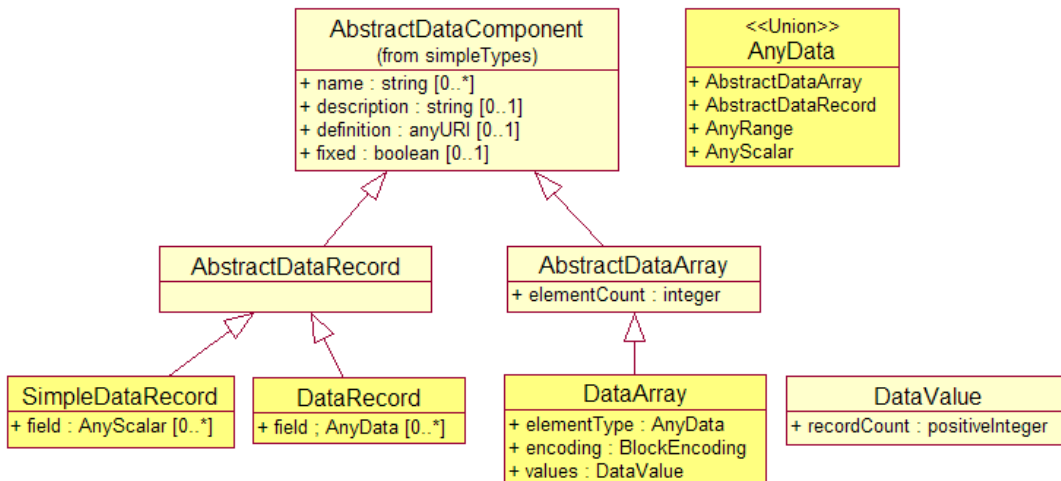 AbstractDataComponent
(from simpleTypes)
+ name : string [0..*]
+ description : string [0..1]
+ definition : anyURI [0..1]
+ fixed : boolean [0..1]
<<Union>>
AnyData
+ AbstractDataArray
+ AbstractDataRecord
+ AnyRange
+ AnyScalar
AbstractDataRecord
AbstractDataArray
+ elementCount : integer
SimpleDataRecord
+ field : AnyScalar [0..*]
DataRecord
+ field ; AnyData [0..*]
DataArray
+ elementType : AnyData
+ encoding : BlockEncoding
+ values : DataValue
DataValue
+ recordCount : positiveInteger